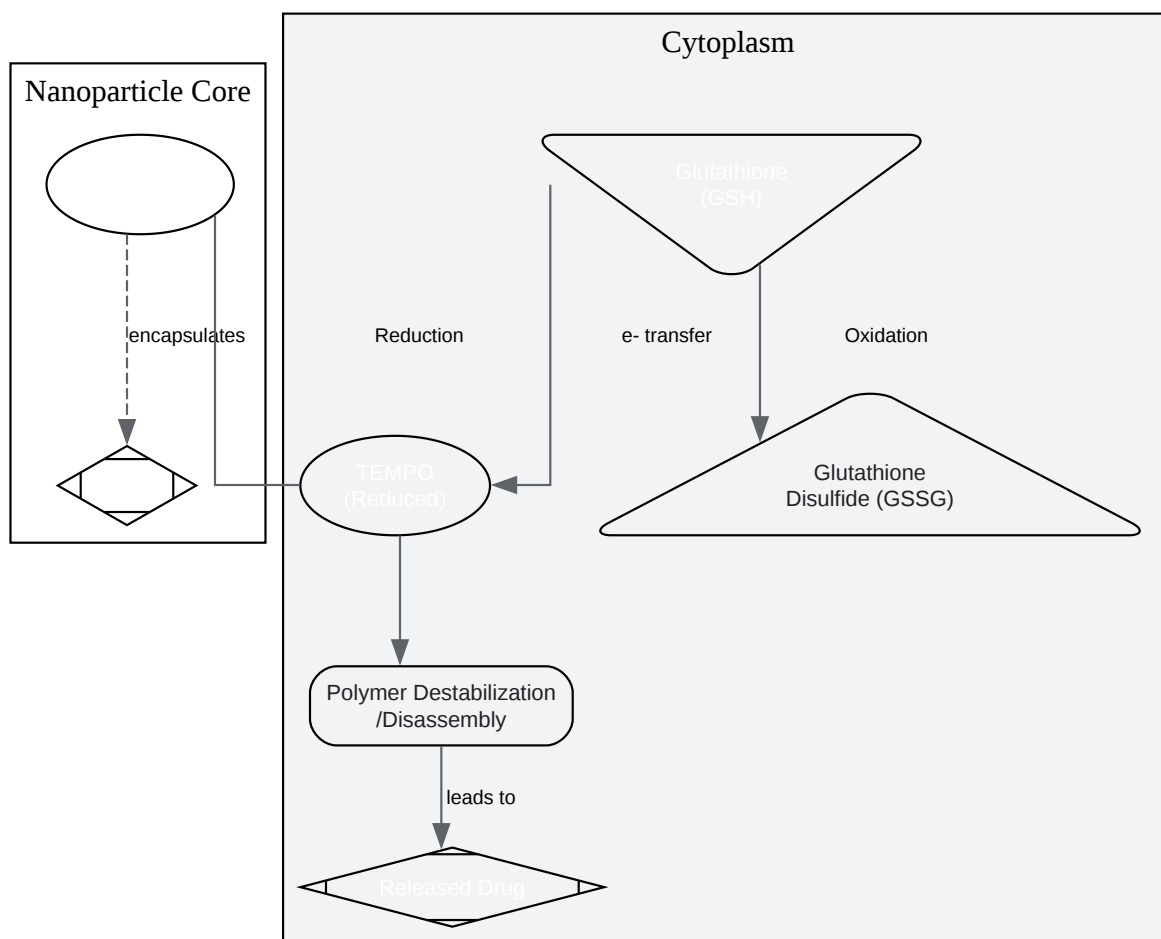 Cytoplasm
Nanoparticle Core
Glutathione
(GSH)
encapsulates
Reduction
e- transfer
Oxidation
TEMPO
(Reduced)
Glutathione
Disulfide (GSSG)
Polymer Destabilization
/Disassembly
leads to
Released Drug